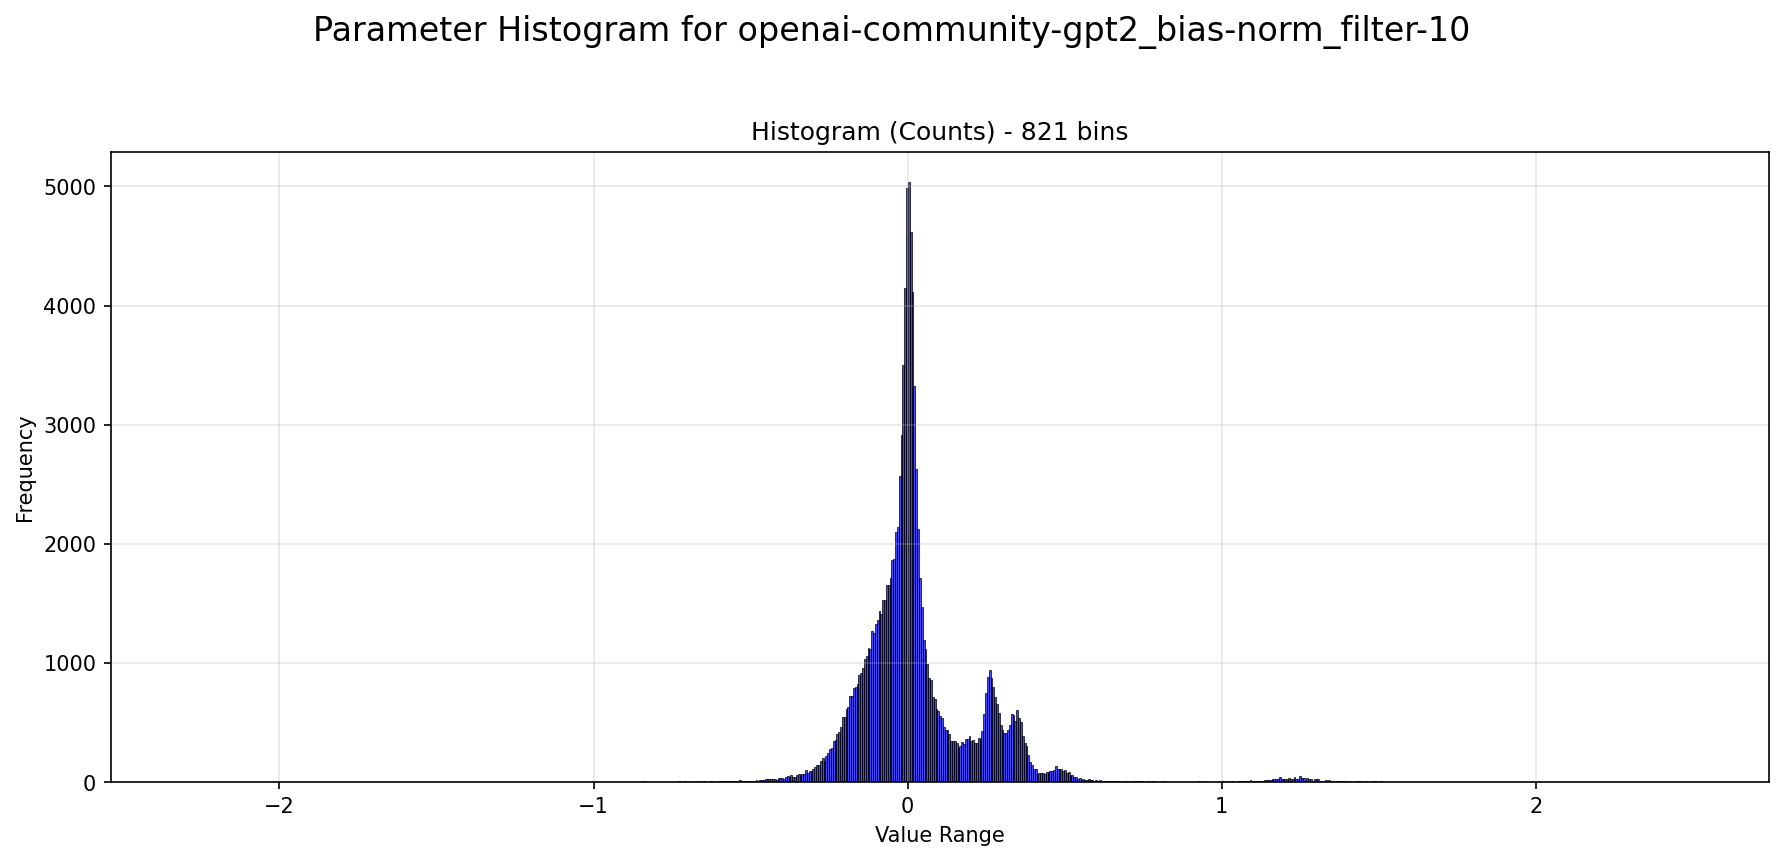 Parameter Histogram for openai-community-gpt2_bias-norm_filter-10
Histogram (Counts) - 821 bins
5000
4000
3000
2000
1000
0
Frequency
−2
−1
0
1
2
Value Range